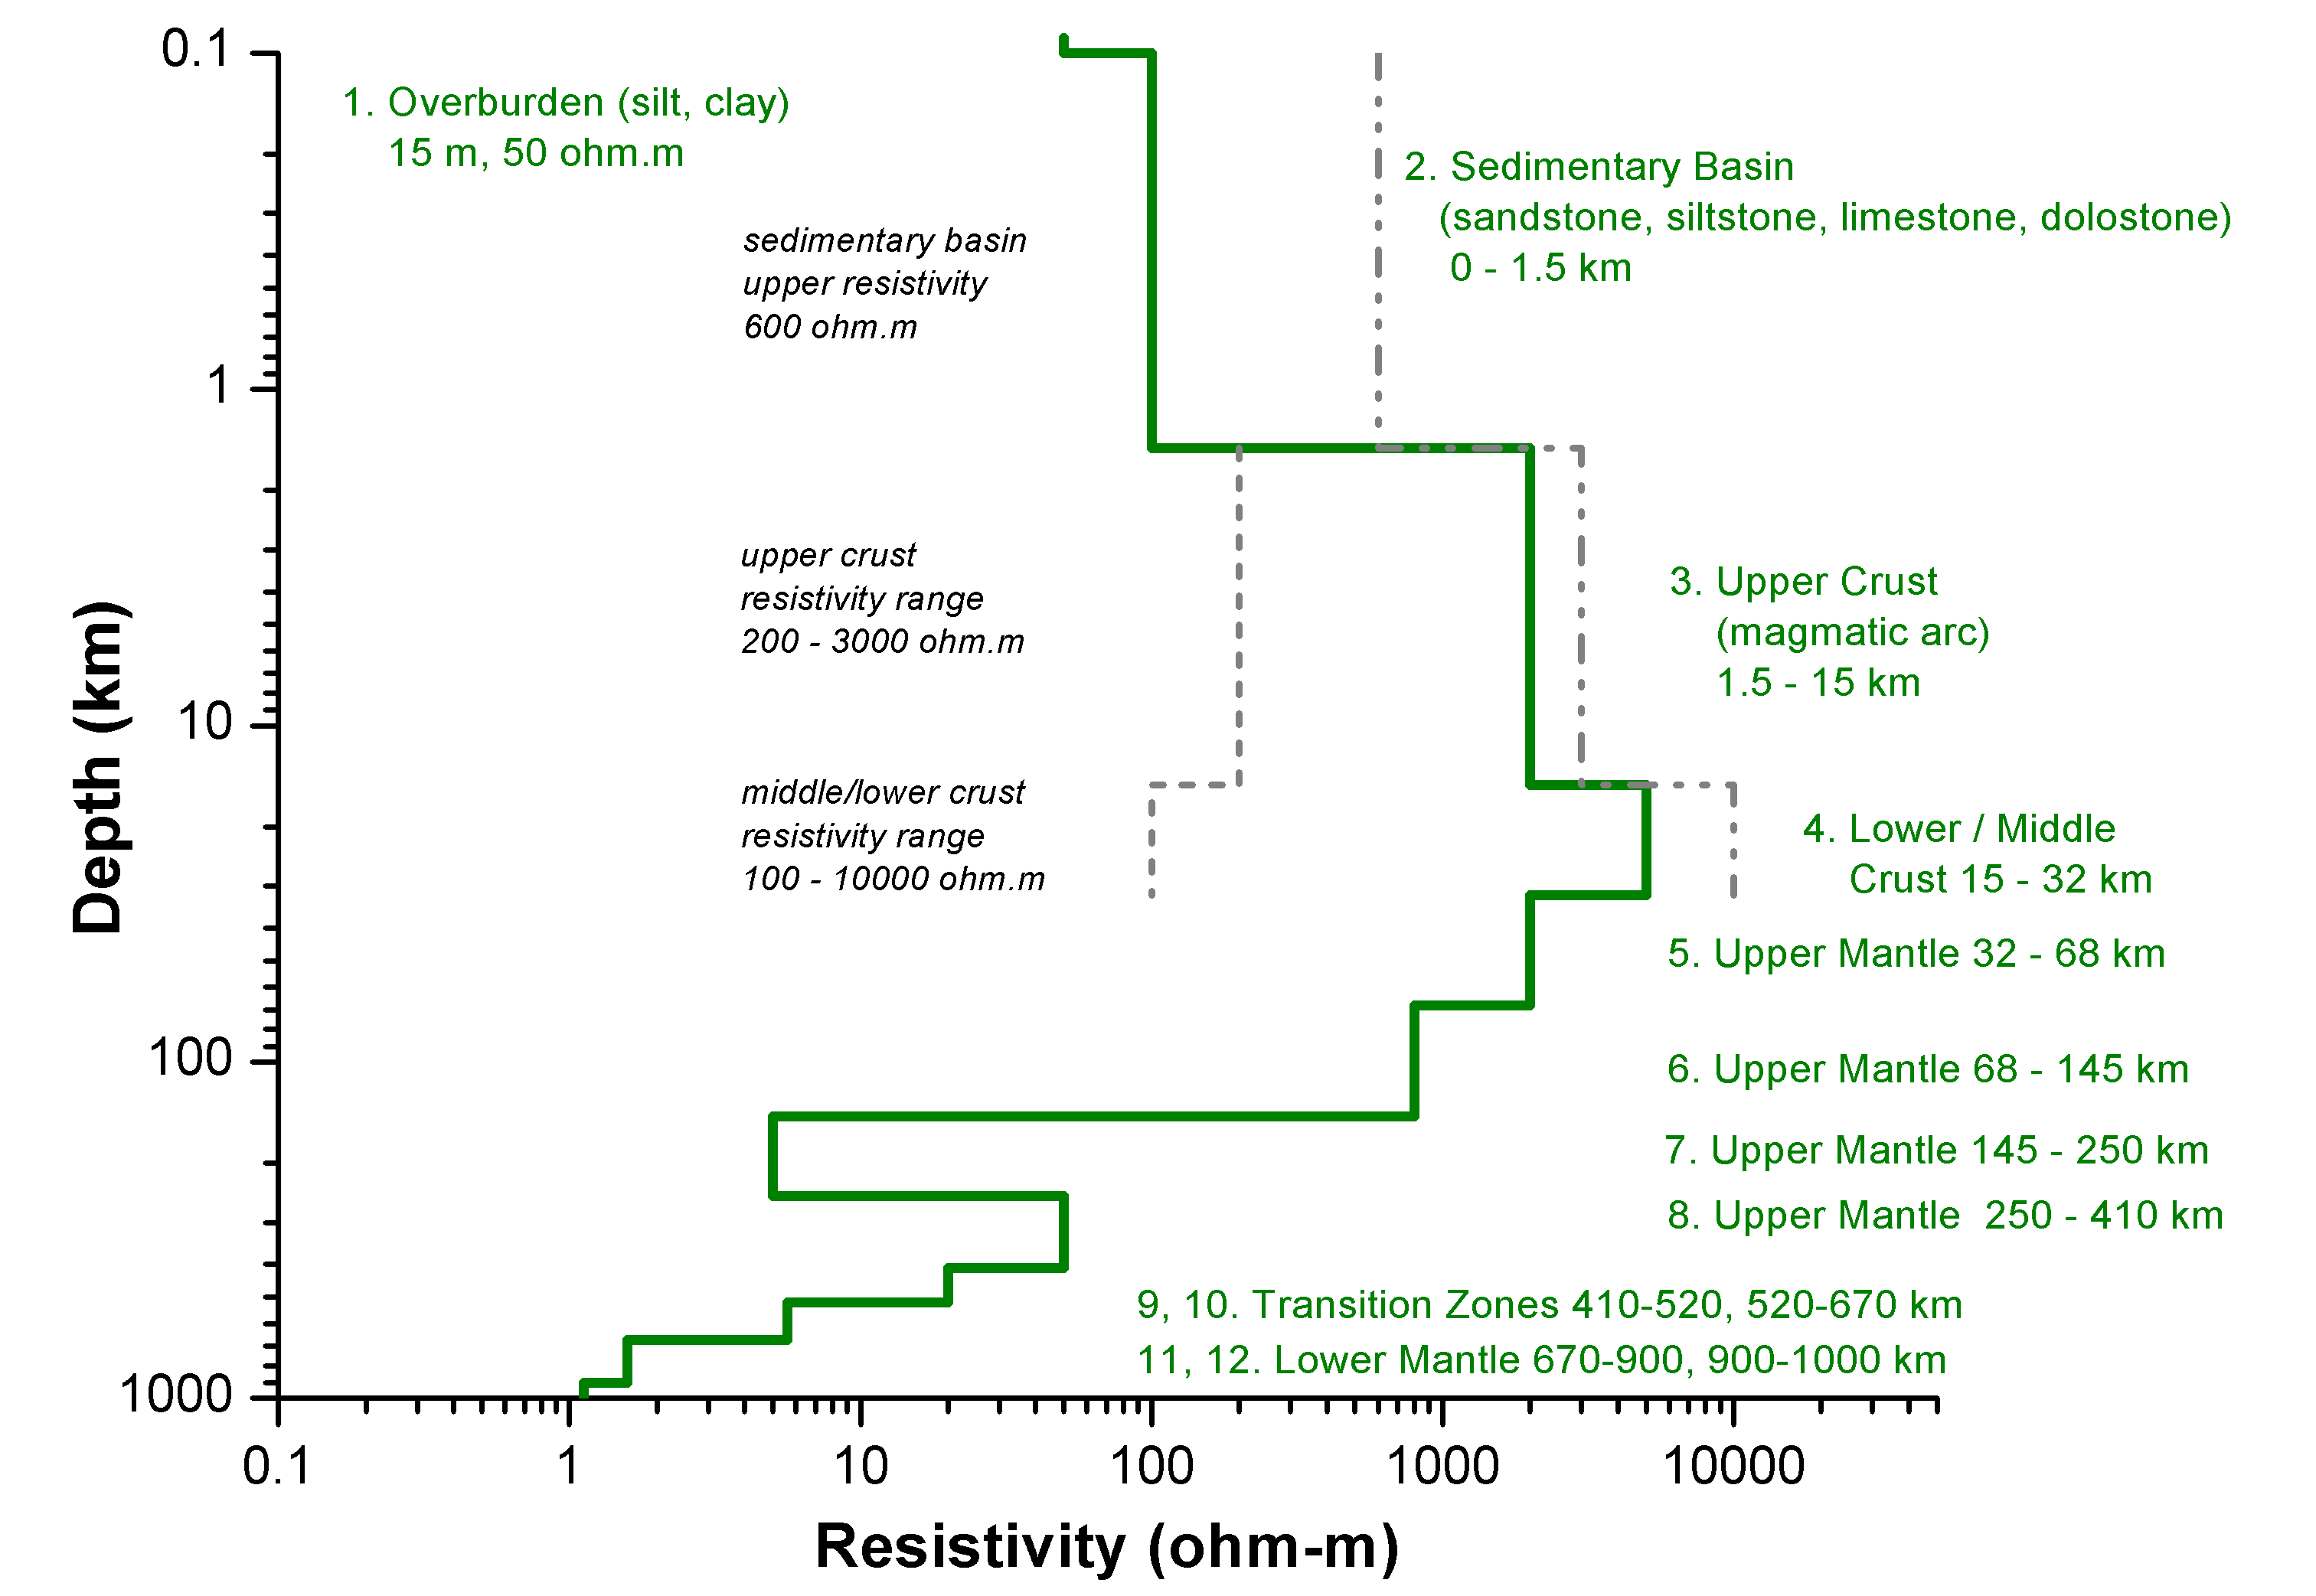 0.1
1. Overburden (silt, clay)
15 m, 50 ohm.m
2. Sedimentary Basin
(sandstone, siltstone, limestone, dolostone)
0 - 1.5 km
sedimentary basin
upper resistivity
600 ohm.m
1
upper crust
resistivity range
200 - 3000 ohm.m
3. Upper Crust
(magmatic arc)
1.5 - 15 km
Depth (km)
10
middle/lower crust
resistivity range
100 - 10000 ohm.m
4. Lower / Middle
Crust 15 - 32 km
5. Upper Mantle 32 - 68 km
100
6. Upper Mantle 68 - 145 km
7. Upper Mantle 145 - 250 km
8. Upper Mantle 250 - 410 km
9, 10. Transition Zones 410-520, 520-670 km
11, 12. Lower Mantle 670-900, 900-1000 km
1000
0.1 1 10 100 1000 10000
Resistivity (ohm-m)